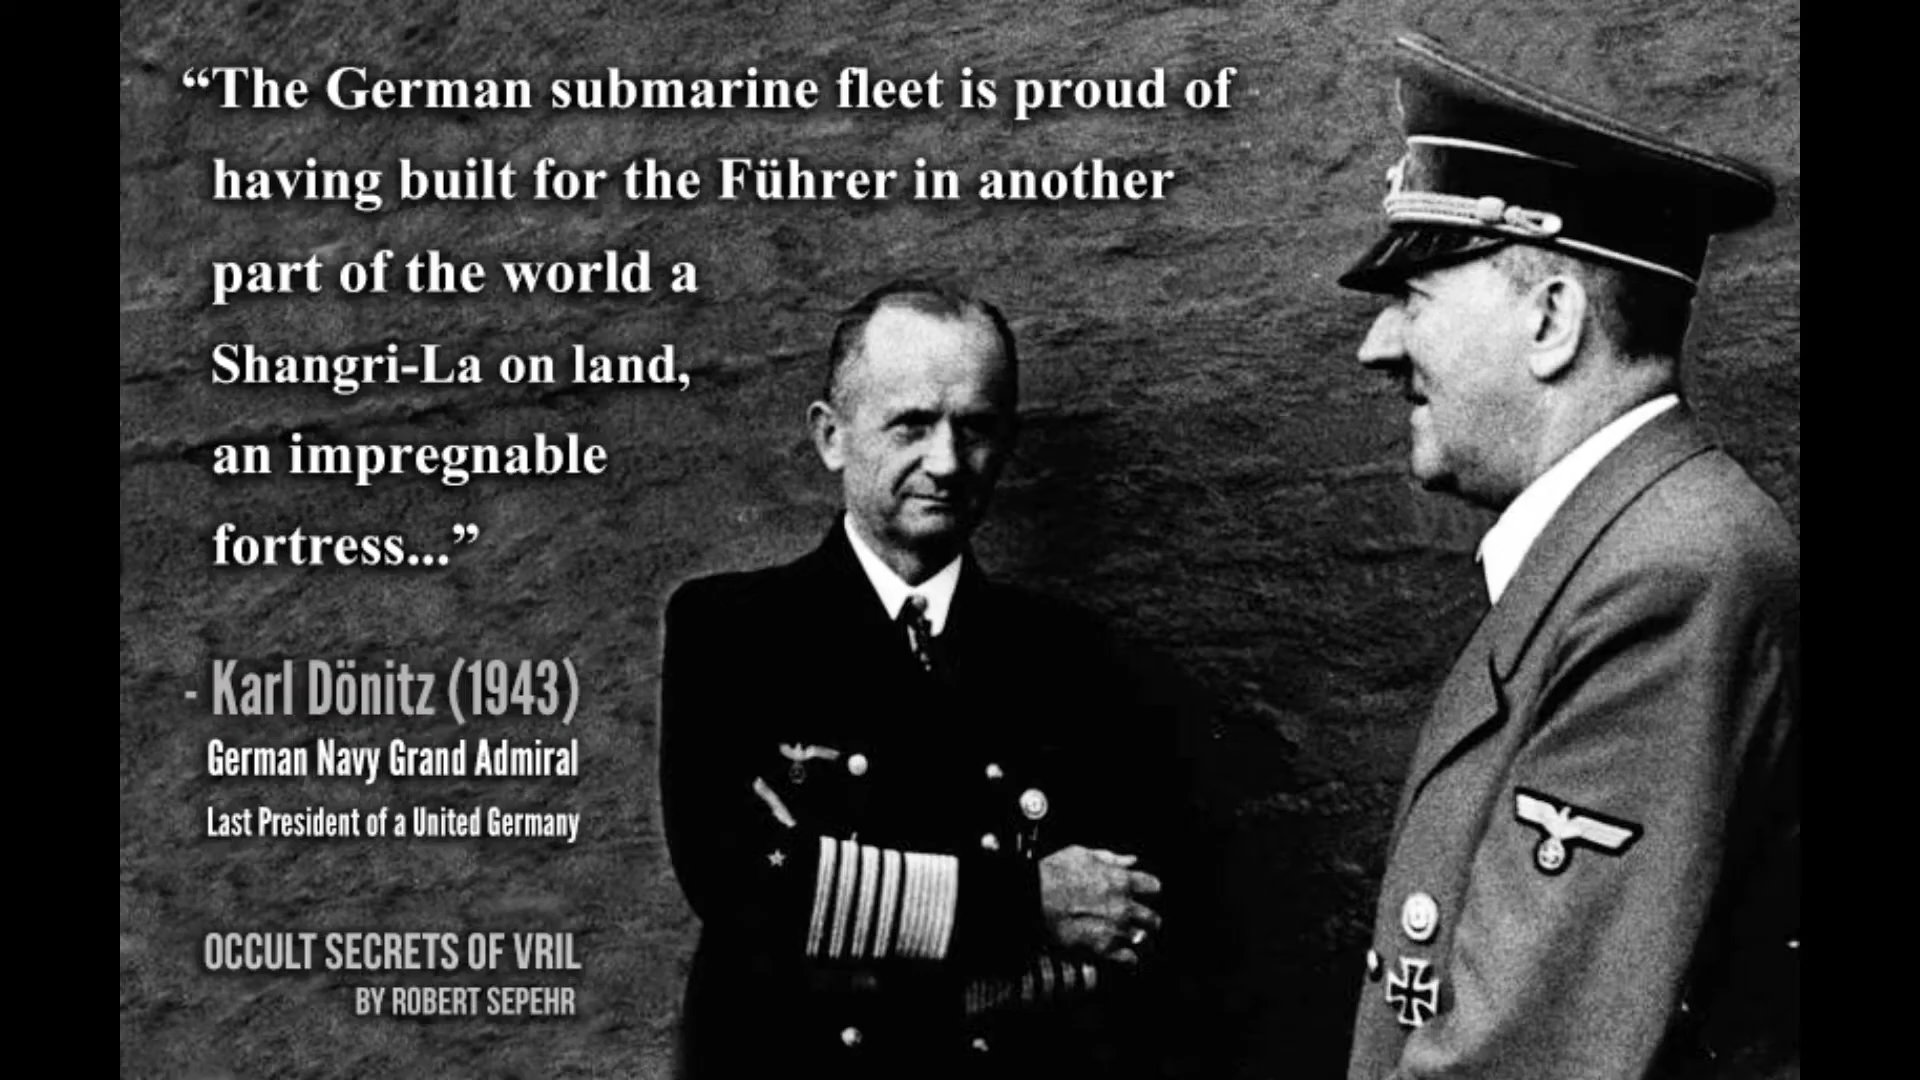 “The German submarine fleet is proud of
having built for the Führer in another
part of the world a
Shangri-La on land,
an impregnable
fortress...”
- Karl Dönitz (1943)
German Navy Grand Admiral
Last President of a United Germany
OCCULT SECRETS OF VRIL
BY ROBERT SEPEHR